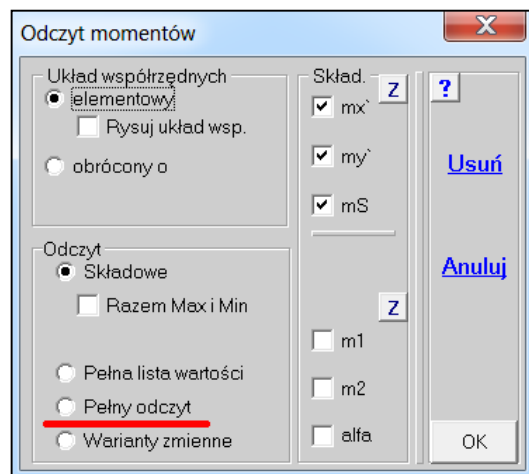 Odczyt momentów
X
Układ współrzędnych
elementowy
Rysuj układ wsp.
obrócony o
Odczyt
Składowe
Razem Max i Min
Pełna lista wartości
Pełny odczyt
Warianty zmienne
Skład.
Z
mx`
my`
mS
Z
m1
m2
alfa
?
Usuń
Anuluj
OK